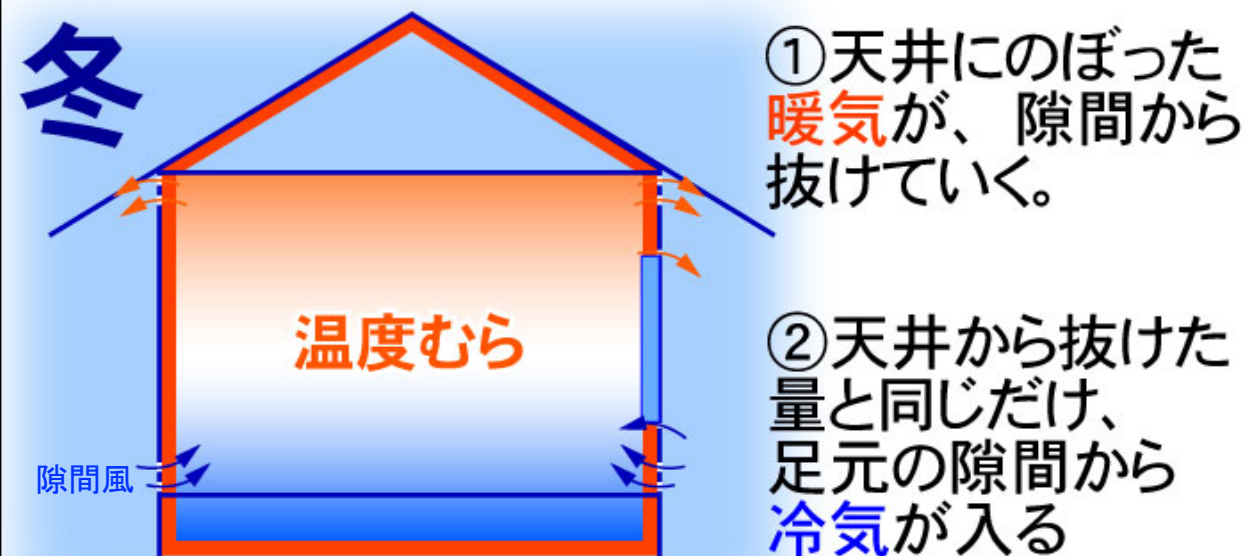 冬
①天井にのぼった
暖気が、隙間から
抜けていく。
温度むら
②天井から抜けた
量と同じだけ、
足元の隙間から
冷気が入る
隙間風